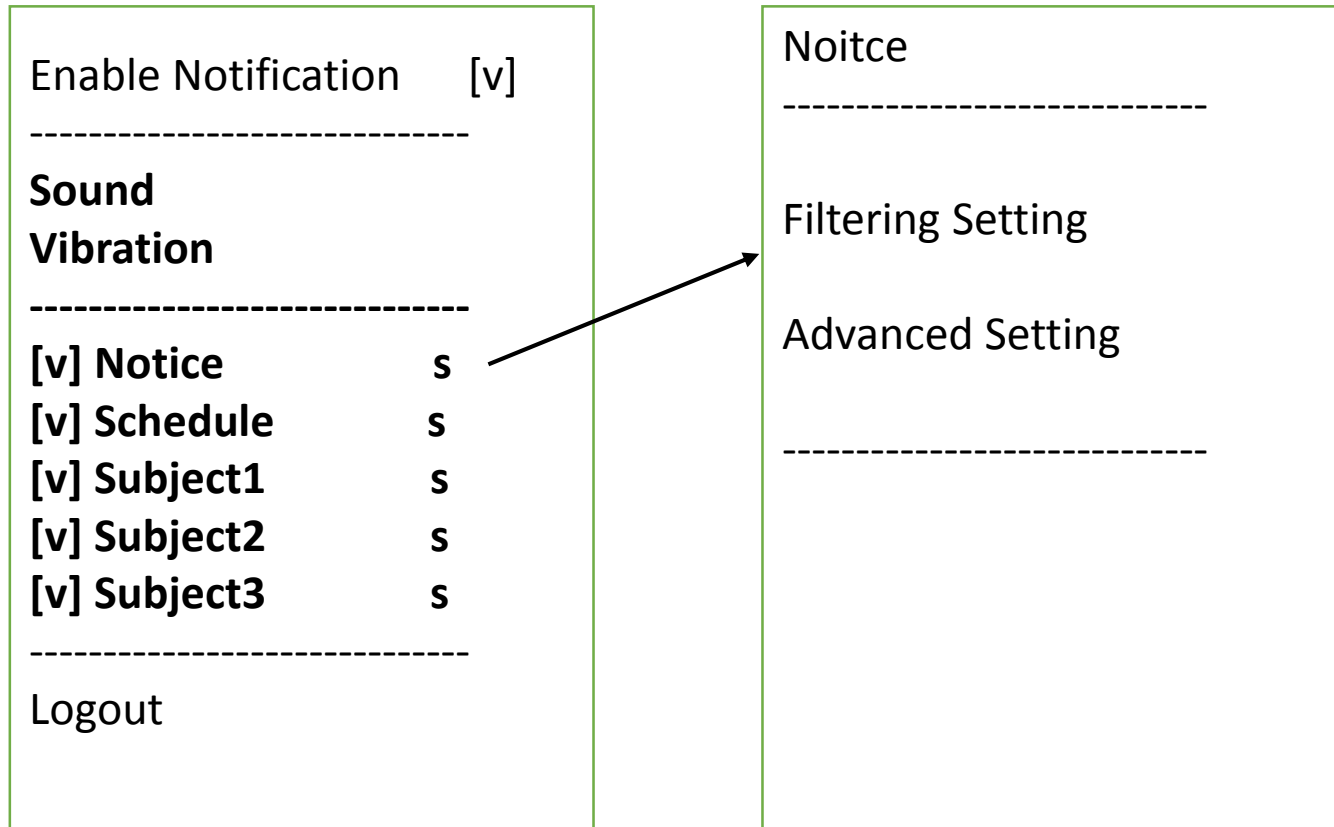 Enable Notification [v]
------------------------------
Sound
Vibration
------------------------------
[v] Notice s
[v] Schedule s
[v] Subject1 s
[v] Subject2 s
[v] Subject3 s
------------------------------
Logout
Noitce
-----------------------------
Filtering Setting
Advanced Setting
-----------------------------